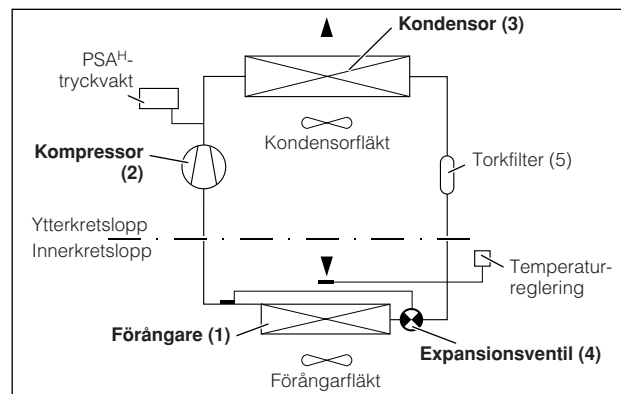 Kondensor (3)
PSAᴴ-
tryckvakt
Kondensorfläkt
Kompressor
(2)
Torkfilter (5)
Ytterkretslopp
Innerkretslopp
Temperatur-
reglering
Förångare (1)
Expansionsventil (4)
Förångarfläkt